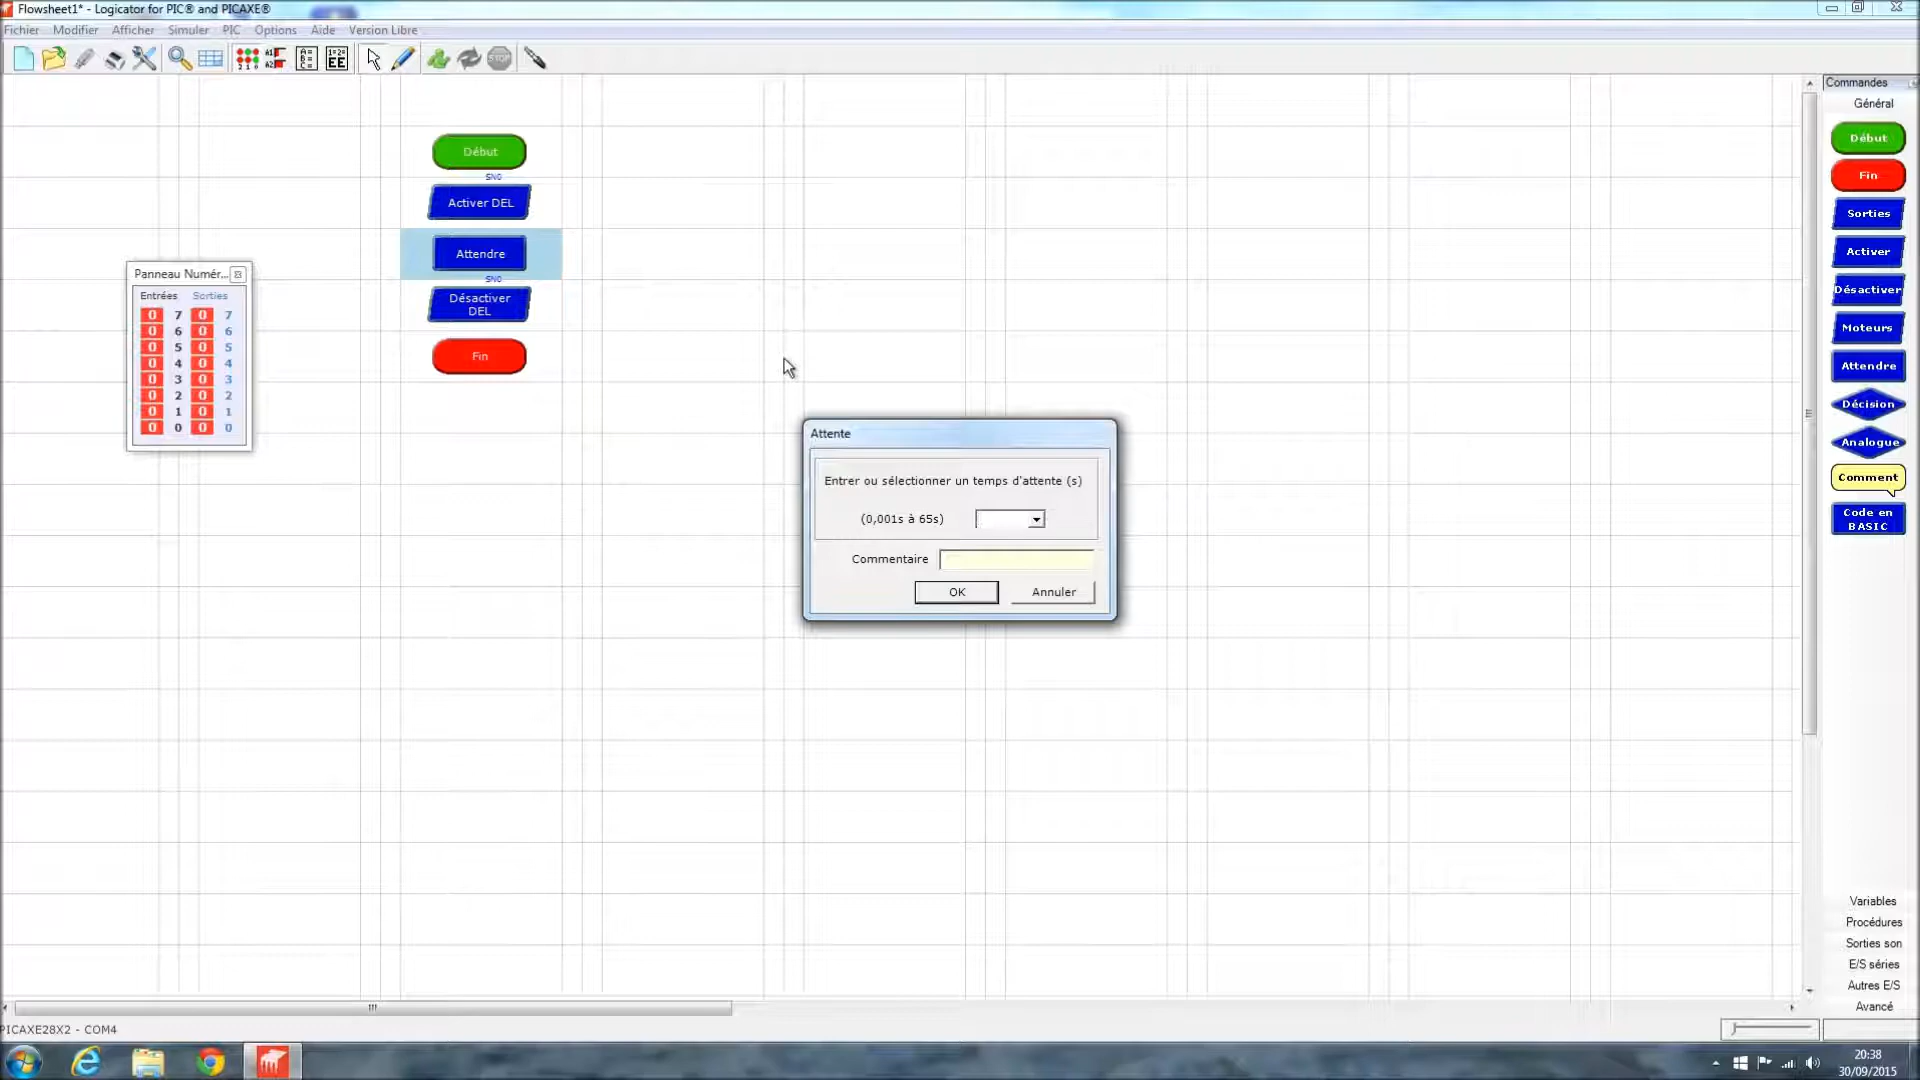 Flowsheet1* - Logicator for PIC® and PICAXE®
Fichier Modifier Afficher Simuler PIC Options Aide Version Libre
STOP
Commandes
Général
Début
Fin
Sorties
Activer
Désactiver
Moteurs
Attendre
Décision
Analogue
Comment
Code en
BASIC
Variables
Procédures
Sorties son
E/S séries
Autres E/S
Avancé
Début
SN0
Activer DEL
Attendre
SN0
Désactiver
DEL
Fin
Panneau Numér...
Entrées Sorties
0 7 0 7
0 6 0 6
0 5 0 5
0 4 0 4
0 3 0 3
0 2 0 2
0 1 0 1
0 0 0 0
Attente
Entrer ou sélectionner un temps d'attente (s)
(0,001s à 65s)
Commentaire
OK Annuler
PICAXE28X2 - COM4
20:38
30/09/2015